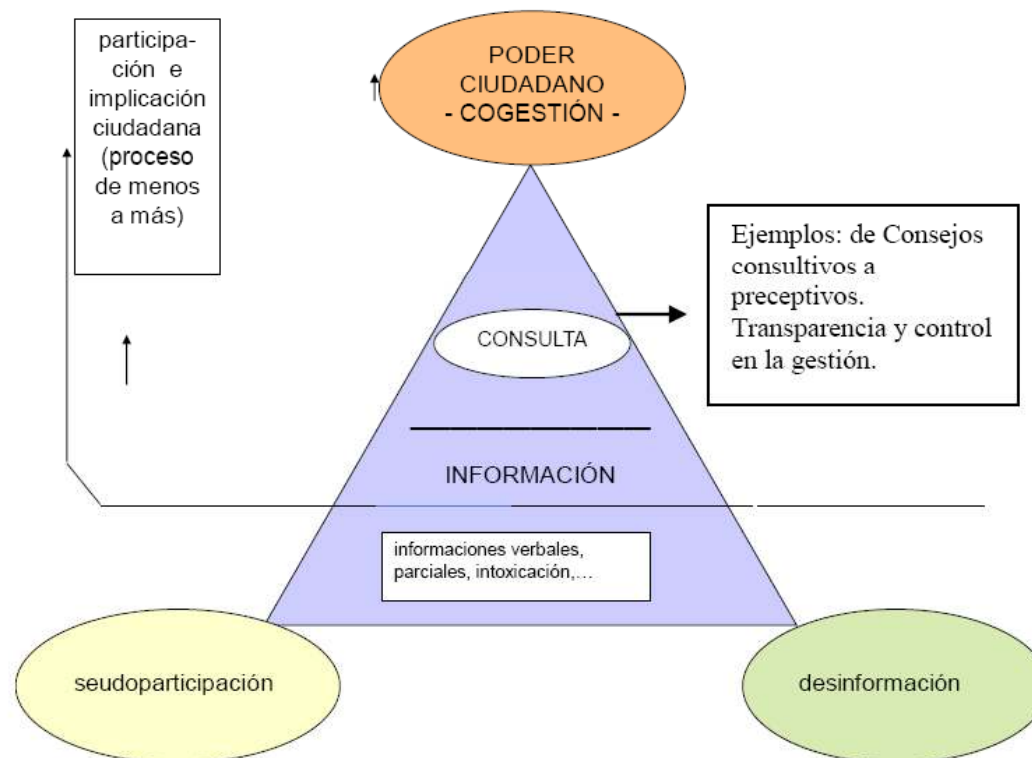 participa-
ción e
implicación
ciudadana
(proceso
de menos
a más)
PODER
CIUDADANO
- COGESTIÓN -
Ejemplos: de Consejos
consultivos a
preceptivos.
Transparencia y control
en la gestión.
CONSULTA
INFORMACIÓN
informaciones verbales,
parciales, intoxicación,...
seudoparticipación
desinformación